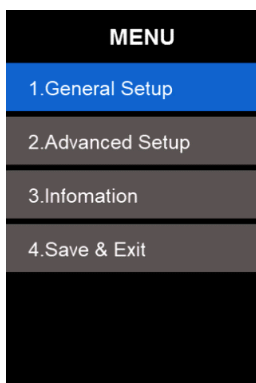 MENU
1.General Setup
2.Advanced Setup
3.Infomation
4.Save & Exit